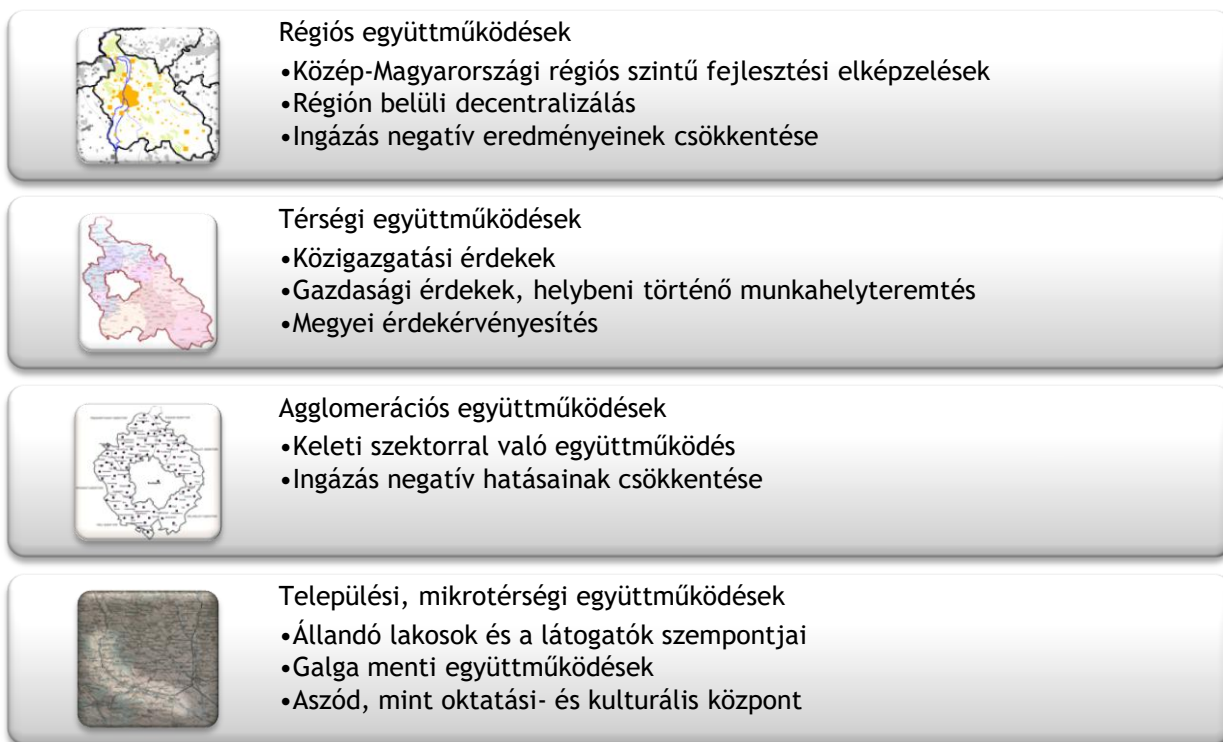 Régiós együttműködések
•Közép-Magyarországi régiós szintű fejlesztési elképzelések
•Régión belüli decentralizálás
•Ingázás negatív eredményeinek csökkentése
Térségi együttműködések
•Közigazgatási érdekek
•Gazdasági érdekek, helybeni történő munkahelyteremtés
•Megyei érdekérvényesítés
Agglomerációs együttműködések
•Keleti szektorral való együttműködés
•Ingázás negatív hatásainak csökkentése
Települési, mikrotérségi együttműködések
•Állandó lakosok és a látogatók szempontjai
•Galga menti együttműködések
•Aszód, mint oktatási- és kulturális központ